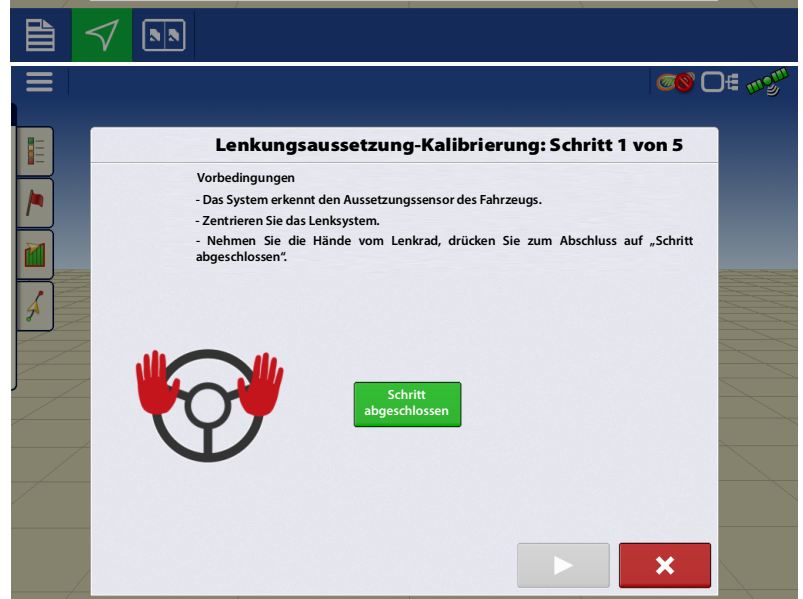 Lenkungsaussetzung-Kalibrierung: Schritt 1 von 5
Vorbedingungen
- Das System erkennt den Aussetzungssensor des Fahrzeugs.
- Zentrieren Sie das Lenksystem.
- Nehmen Sie die Hände vom Lenkrad, drücken Sie zum Abschluss auf „Schritt
abgeschlossen“.
Schritt
abgeschlossen